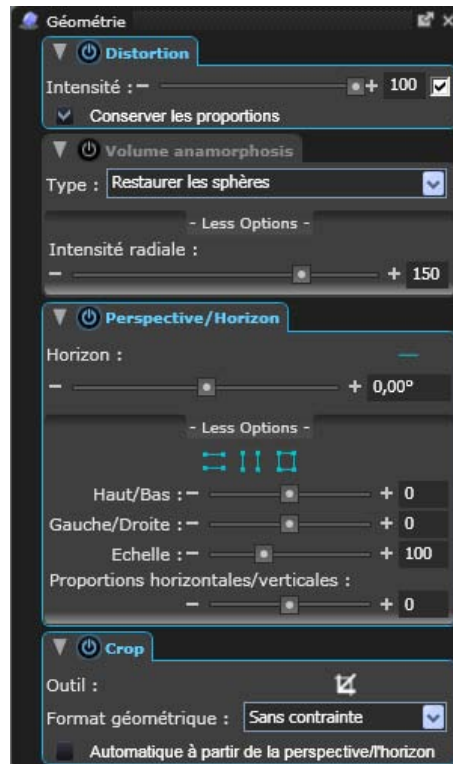 Géométrie
Distortion
Intensité : 100
Conserver les proportions
Volume anamorphosis
Type : Restaurer les sphères
- Less Options -
Intensité radiale :
- + 150
Perspective/Horizon
Horizon :
- + 0,00°
- Less Options -
Haut/Bas : - + 0
Gauche/Droite : - + 0
Echelle : - + 100
Proportions horizontales/verticales :
- + 0
Crop
Outil :
Format géométrique : Sans contrainte
Automatique à partir de la perspective/l'horizon